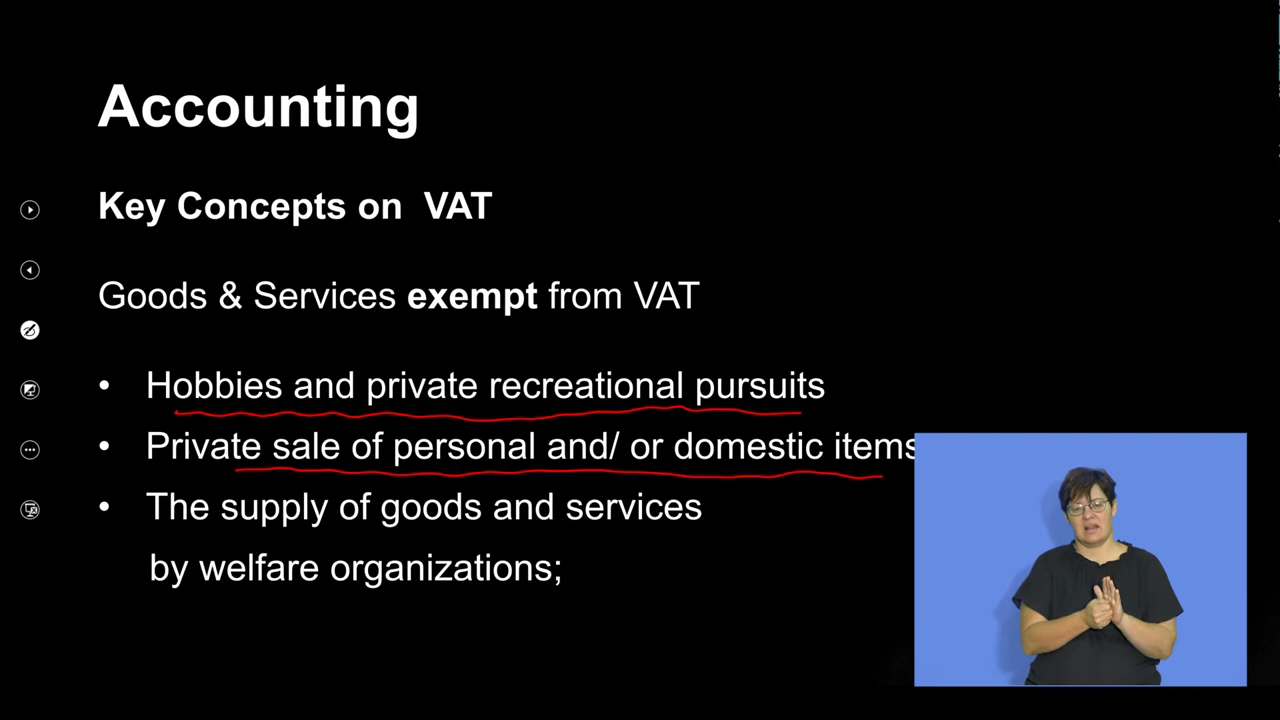 Accounting
Key Concepts on VAT
Goods & Services exempt from VAT
• Hobbies and private recreational pursuits
• Private sale of personal and/ or domestic items
• The supply of goods and services
by welfare organizations;